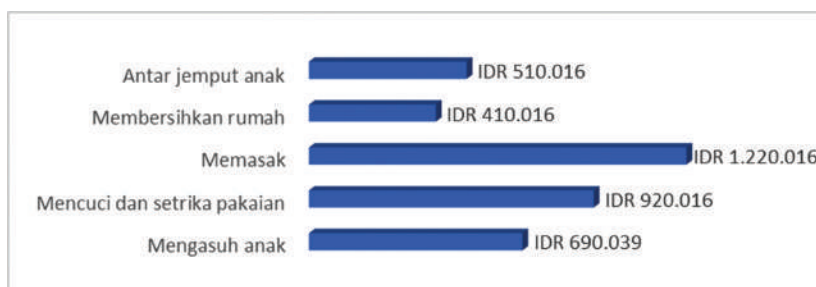 Antar jemput anak IDR 510.016
Membersihkan rumah IDR 410.016
Memasak IDR 1.220.016
Mencuci dan setrika pakaian IDR 920.016
Mengasuh anak IDR 690.039